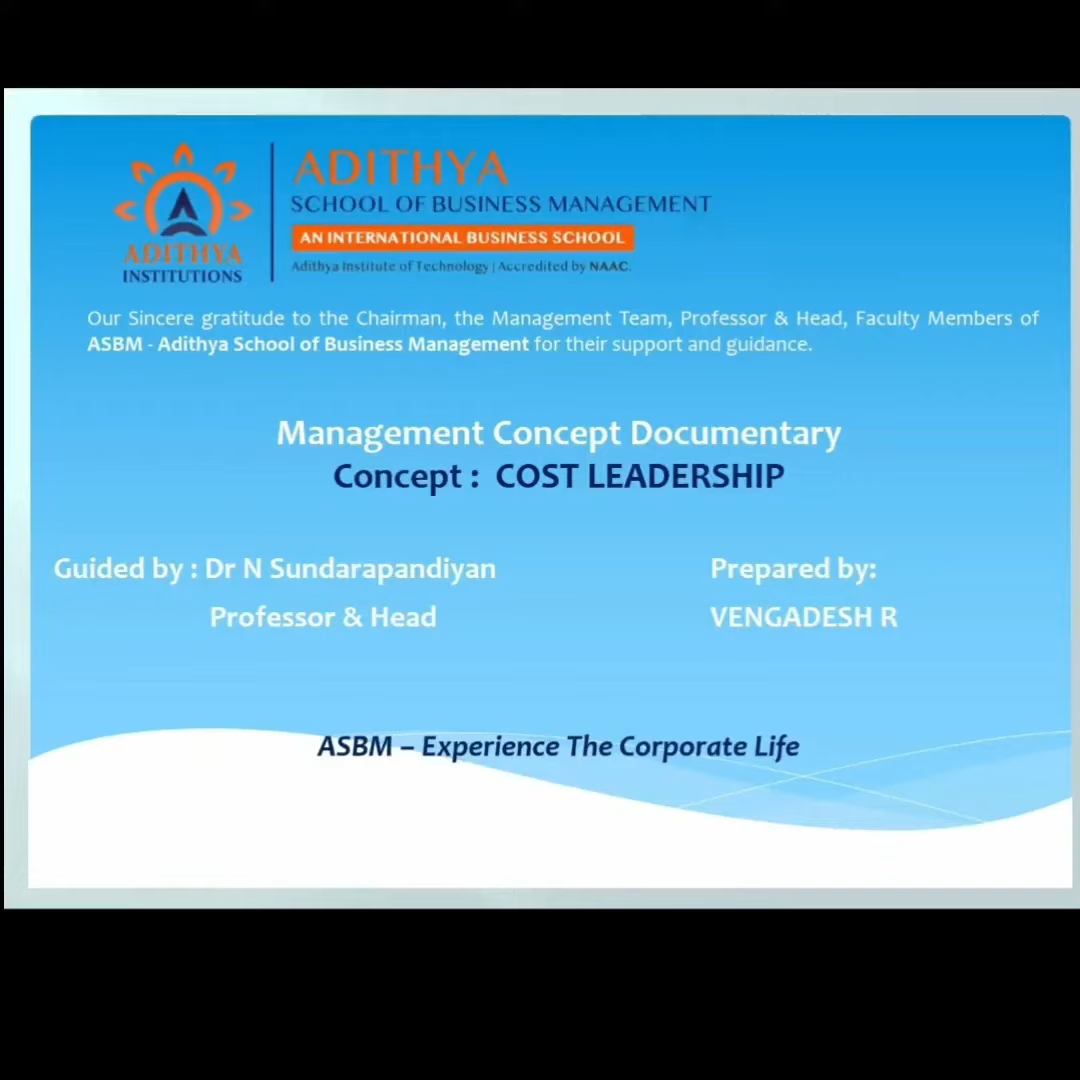 ADITHYA
INSTITUTIONS
ADITHYA
SCHOOL OF BUSINESS MANAGEMENT
AN INTERNATIONAL BUSINESS SCHOOL
Adithya Institute of Technology | Accredited by NAAC.
Our Sincere gratitude to the Chairman, the Management Team, Professor & Head, Faculty Members of
ASBM - Adithya School of Business Management for their support and guidance.
Management Concept Documentary
Concept : COST LEADERSHIP
Guided by : Dr N Sundarapandiyan
Professor & Head
Prepared by:
VENGADESH R
ASBM – Experience The Corporate Life